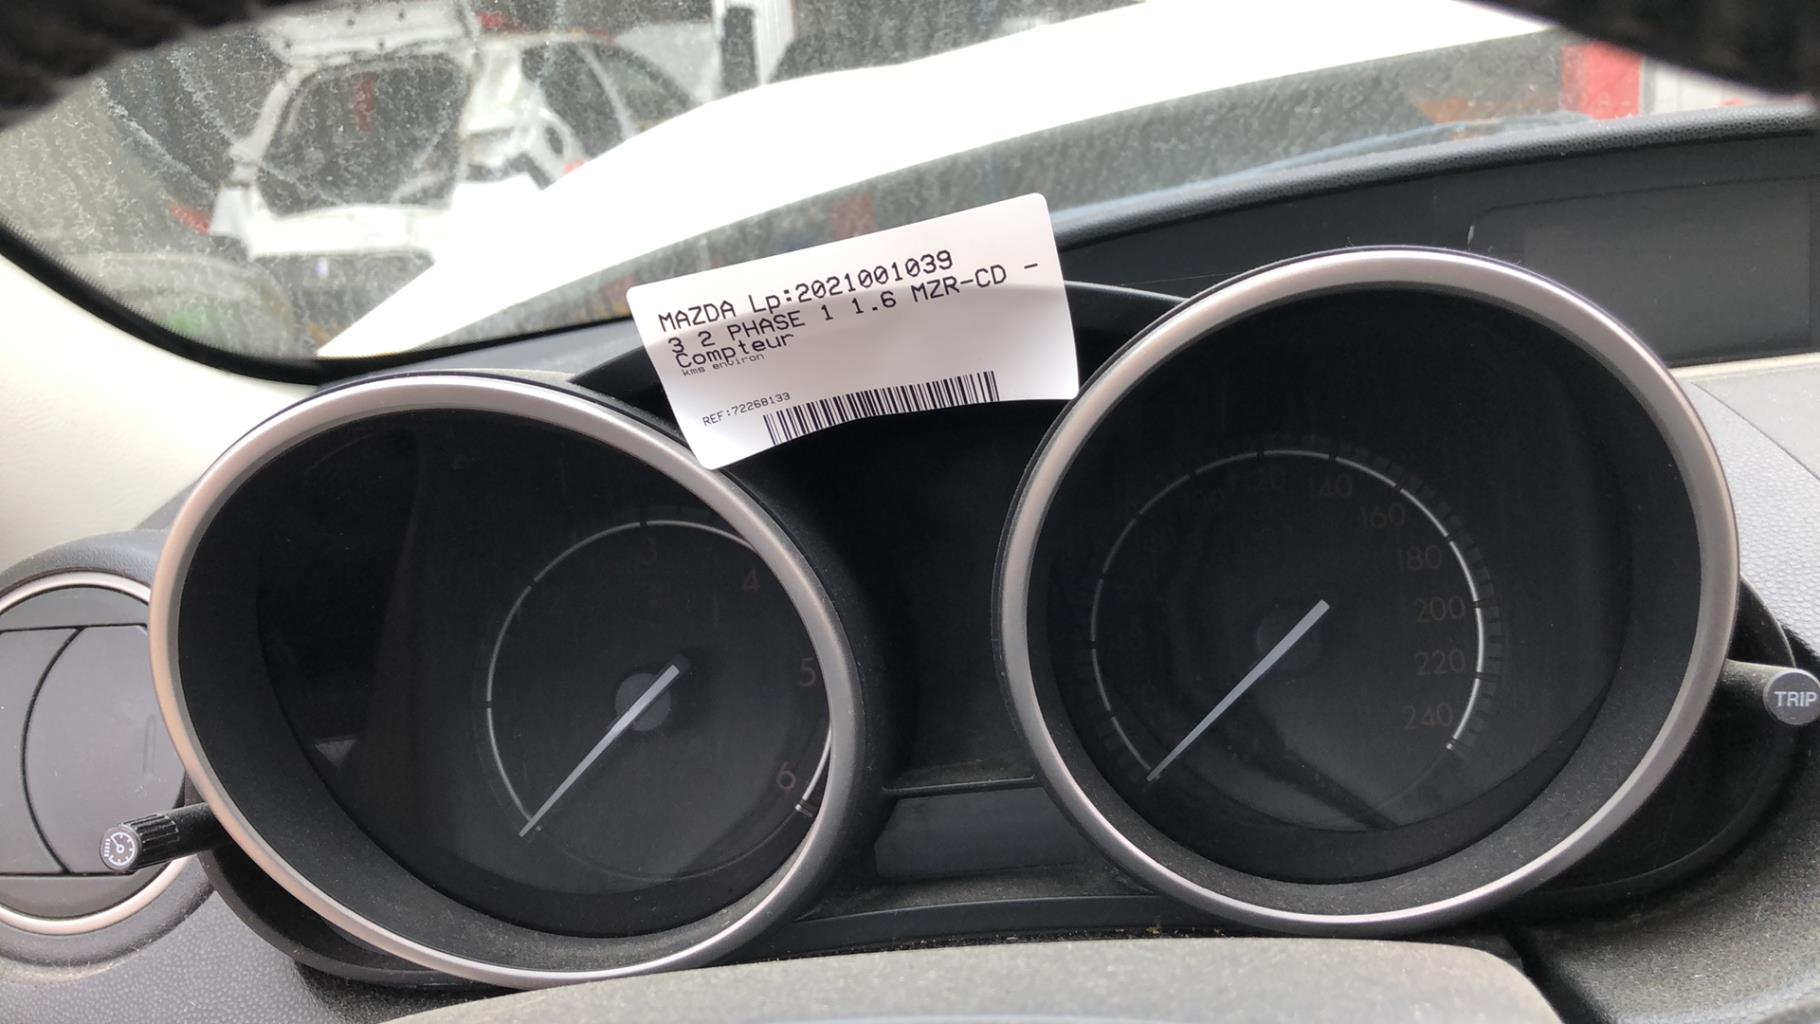 MAZDA Lp:2021001039
3 2 PHASE 1 1.6 MZR-CD -
Compteur
kms environ
REF:72268133
3
4
5
6
100
120
140
160
180
200
220
240
TRIP